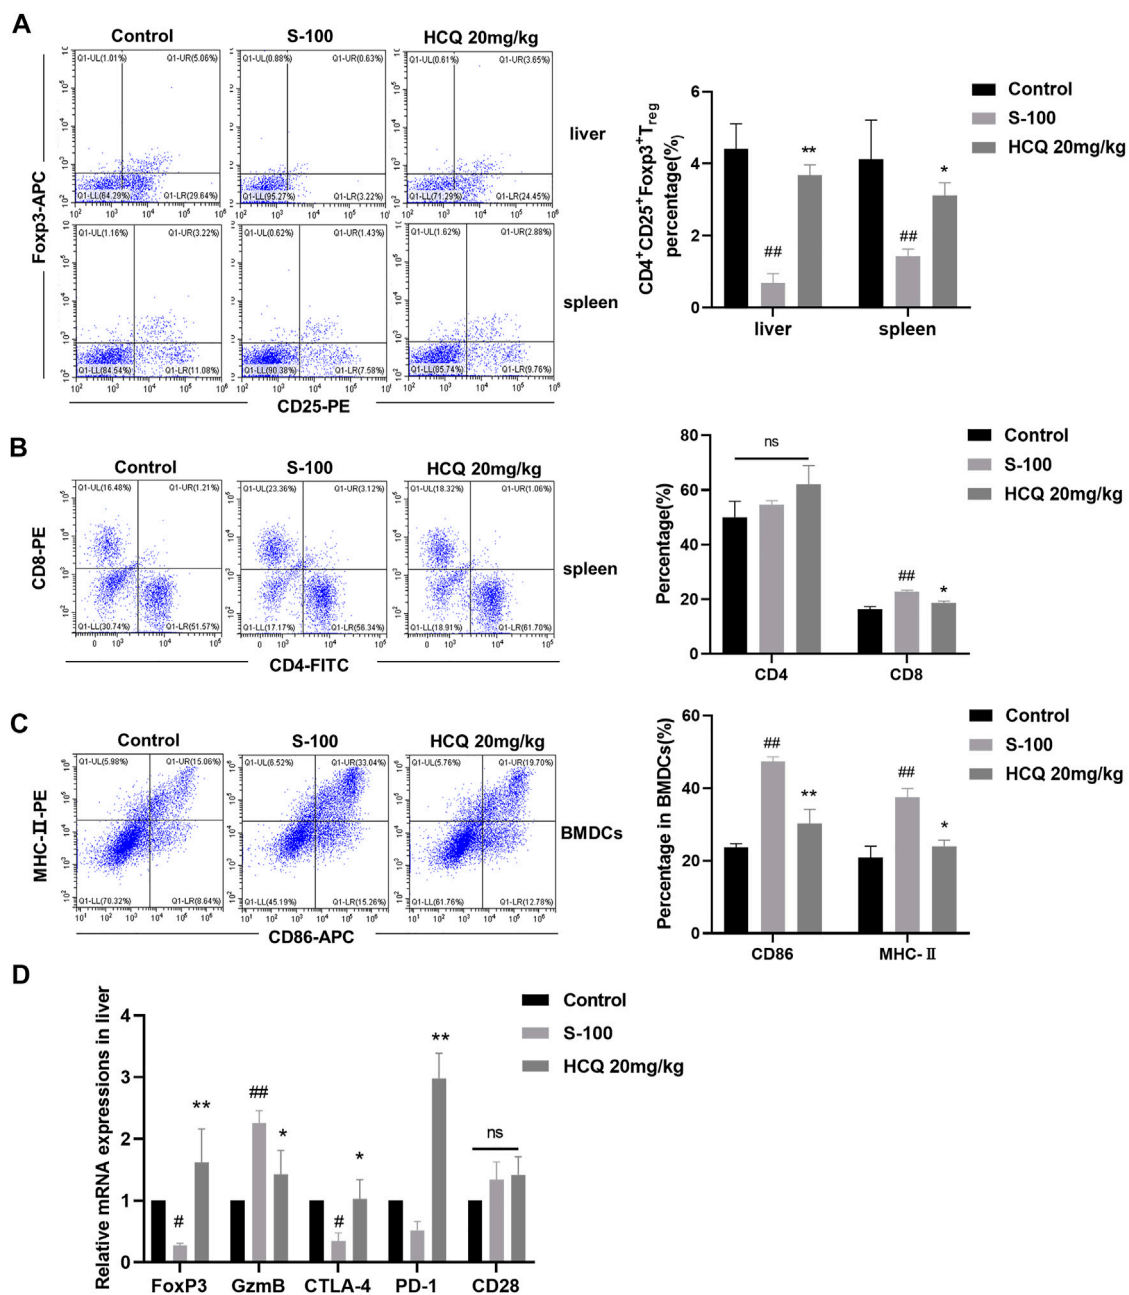 A
Control
S-100
HCQ 20mg/kg
Q1-UL(1.01%)
Q1-UR(5.06%)
Q1-UL(0.88%)
Q1-UR(0.63%)
Q1-UL(0.61%)
Q1-UR(3.65%)
Q1-LL(64.29%)
Q1-LR(29.64%)
Q1-LL(95.27%)
Q1-LR(3.22%)
Q1-LL(71.29%)
Q1-LR(24.45%)
liver
Q1-UL(1.16%)
Q1-UR(3.22%)
Q1-UL(0.62%)
Q1-UR(1.43%)
Q1-UL(1.62%)
Q1-UR(2.88%)
Q1-LL(84.54%)
Q1-LR(11.08%)
Q1-LL(90.38%)
Q1-LR(7.58%)
Q1-LL(85.74%)
Q1-LR(9.76%)
spleen
Foxp3-APC
CD25-PE
CD4+CD25+Foxp3+Treg
percentage(%)
6
4
2
0
##
**
##
*
liver
spleen
Control
S-100
HCQ 20mg/kg
B
Control
S-100
HCQ 20mg/kg
Q1-UL(16.48%)
Q1-UR(1.21%)
Q1-UL(23.36%)
Q1-UR(3.12%)
Q1-UL(18.32%)
Q1-UR(1.06%)
Q1-LL(30.74%)
Q1-LR(51.57%)
Q1-LL(17.17%)
Q1-LR(56.34%)
Q1-LL(18.91%)
Q1-LR(61.70%)
spleen
CD8-PE
CD4-FITC
Percentage(%)
80
60
40
20
0
ns
##
*
CD4
CD8
Control
S-100
HCQ 20mg/kg
C
Control
S-100
HCQ 20mg/kg
Q1-UL(5.98%)
Q1-UR(15.06%)
Q1-UL(6.52%)
Q1-UR(33.04%)
Q1-UL(5.76%)
Q1-UR(19.70%)
Q1-LL(70.32%)
Q1-LR(8.64%)
Q1-LL(45.19%)
Q1-LR(15.26%)
Q1-LL(61.76%)
Q1-LR(12.78%)
BMDCs
MHC-II-PE
CD86-APC
Percentage in BMDCs(%)
60
40
20
0
##
**
##
*
CD86
MHC-II
Control
S-100
HCQ 20mg/kg
D
Relative mRNA expressions in liver
4
3
2
1
0
#
**
##
*
#
*
**
ns
FoxP3
GzmB
CTLA-4
PD-1
CD28
Control
S-100
HCQ 20mg/kg